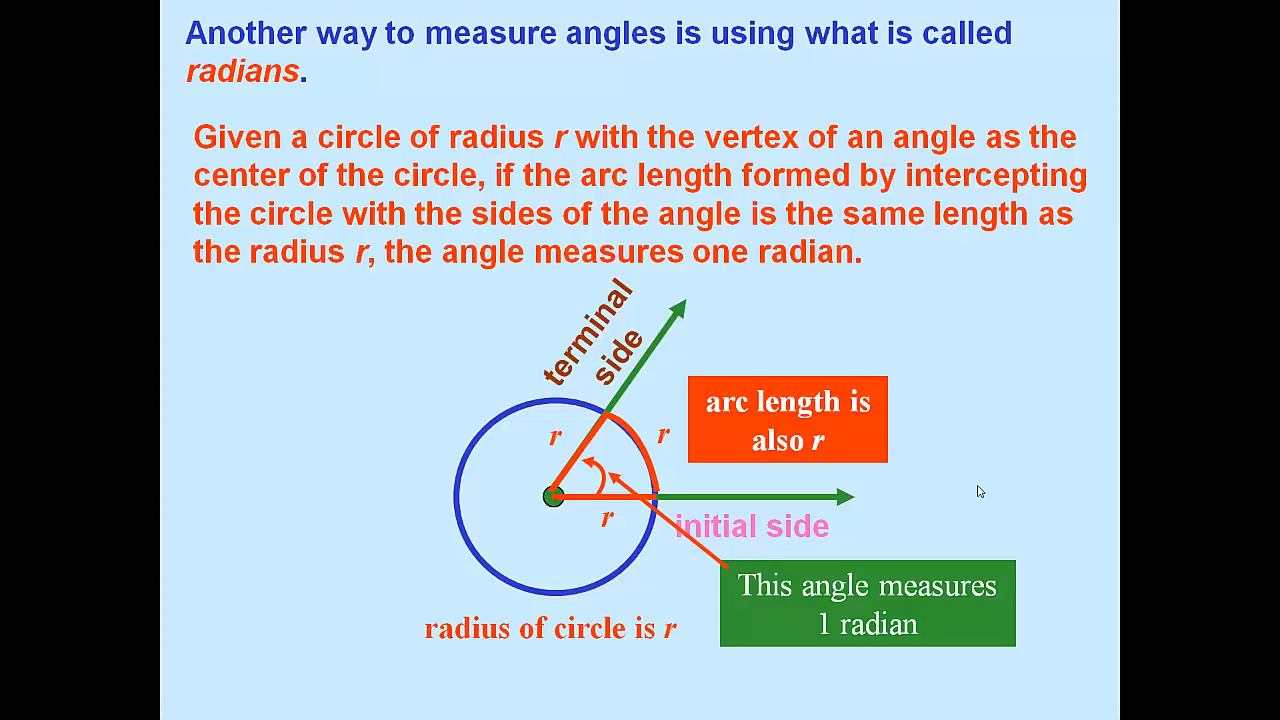 Another way to measure angles is using what is called
radians.
Given a circle of radius r with the vertex of an angle as the
center of the circle, if the arc length formed by intercepting
the circle with the sides of the angle is the same length as
the radius r, the angle measures one radian.
terminal
side
arc length is
also r
r
r
r
initial side
This angle measures
1 radian
radius of circle is r